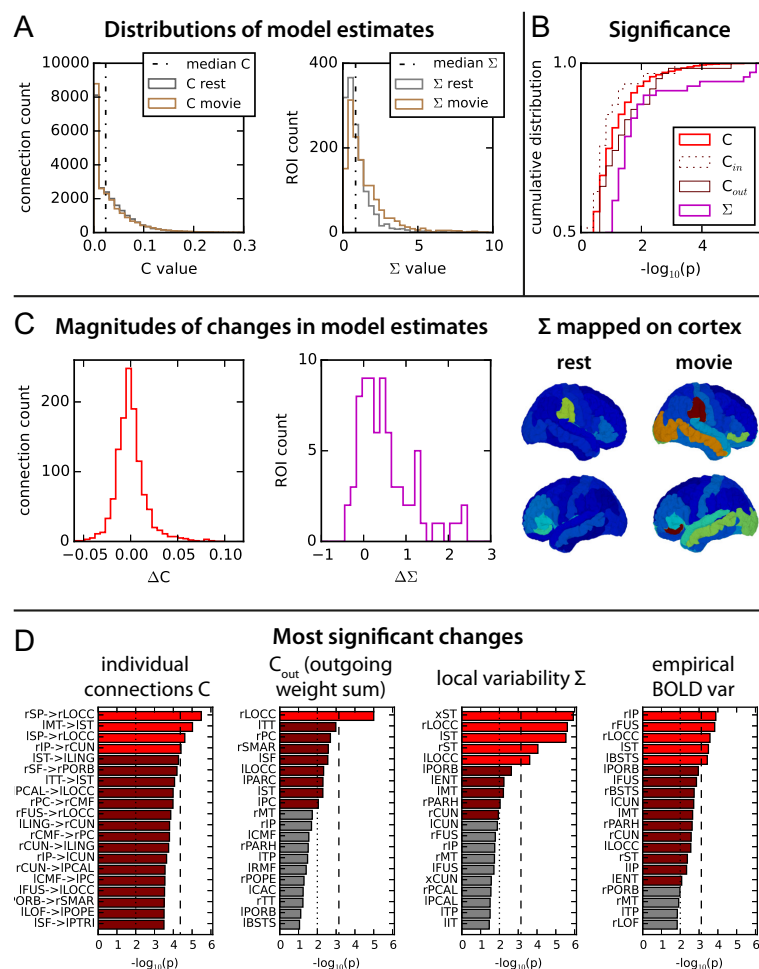 A Distributions of model estimates
10000
8000
6000
4000
2000
0
connection count
median C
C rest
C movie
0.0 0.1 0.2 0.3
C value
400
200
0
ROI count
median Σ
Σ rest
Σ movie
0 5 10
Σ value
B Significance
1.0
0.5
cumulative distribution
C
C_in
C_out
Σ
0 2 4
-log10(p)
C Magnitudes of changes in model estimates
200
100
0
connection count
−0.05 0.00 0.05 0.10
ΔC
10
5
0
ROI count
−1 0 1 2 3
ΔΣ
Σ mapped on cortex
rest movie
D Most significant changes
individual
connections C
rSP->rLOCC
lMT->lST
lSP->rLOCC
rIP->rCUN
lST->lLING
rSF->rPORB
lTT->lST
PCAL->lLOCC
rPC->rCMF
rFUS->rLOCC
lLING->rCUN
rCMF->rPC
rCUN->lLING
rIP->lCUN
rCUN->lPCAL
lCMF->lPC
lFUS->lLOCC
ORB->rSMAR
lLOF->lPOPE
lSF->lPTRI
0 1 2 3 4 5 6
-log10(p)
C_out (outgoing
weight sum)
rLOCC
lTT
rPC
rSMAR
lSF
lLOCC
lPARC
lST
lPC
rMT
rIP
lCMF
rPARH
lTP
lRMF
rPOPE
lCAC
rTT
lPORB
lBSTS
0 1 2 3 4 5 6
-log10(p)
local variability Σ
xST
rLOCC
lST
rST
lLOCC
lPORB
lENT
lMT
rPARH
rCUN
lCUN
rFUS
rIP
rMT
lFUS
xCUN
rPCAL
lPCAL
lTP
lIT
0 1 2 3 4 5 6
-log10(p)
empirical
BOLD var
rIP
rFUS
rLOCC
lST
lBSTS
lPORB
lFUS
rBSTS
lCUN
lMT
rPARH
rCUN
lLOCC
rST
lIP
lENT
rPORB
rMT
lTP
rLOF
0 1 2 3 4 5 6
-log10(p)